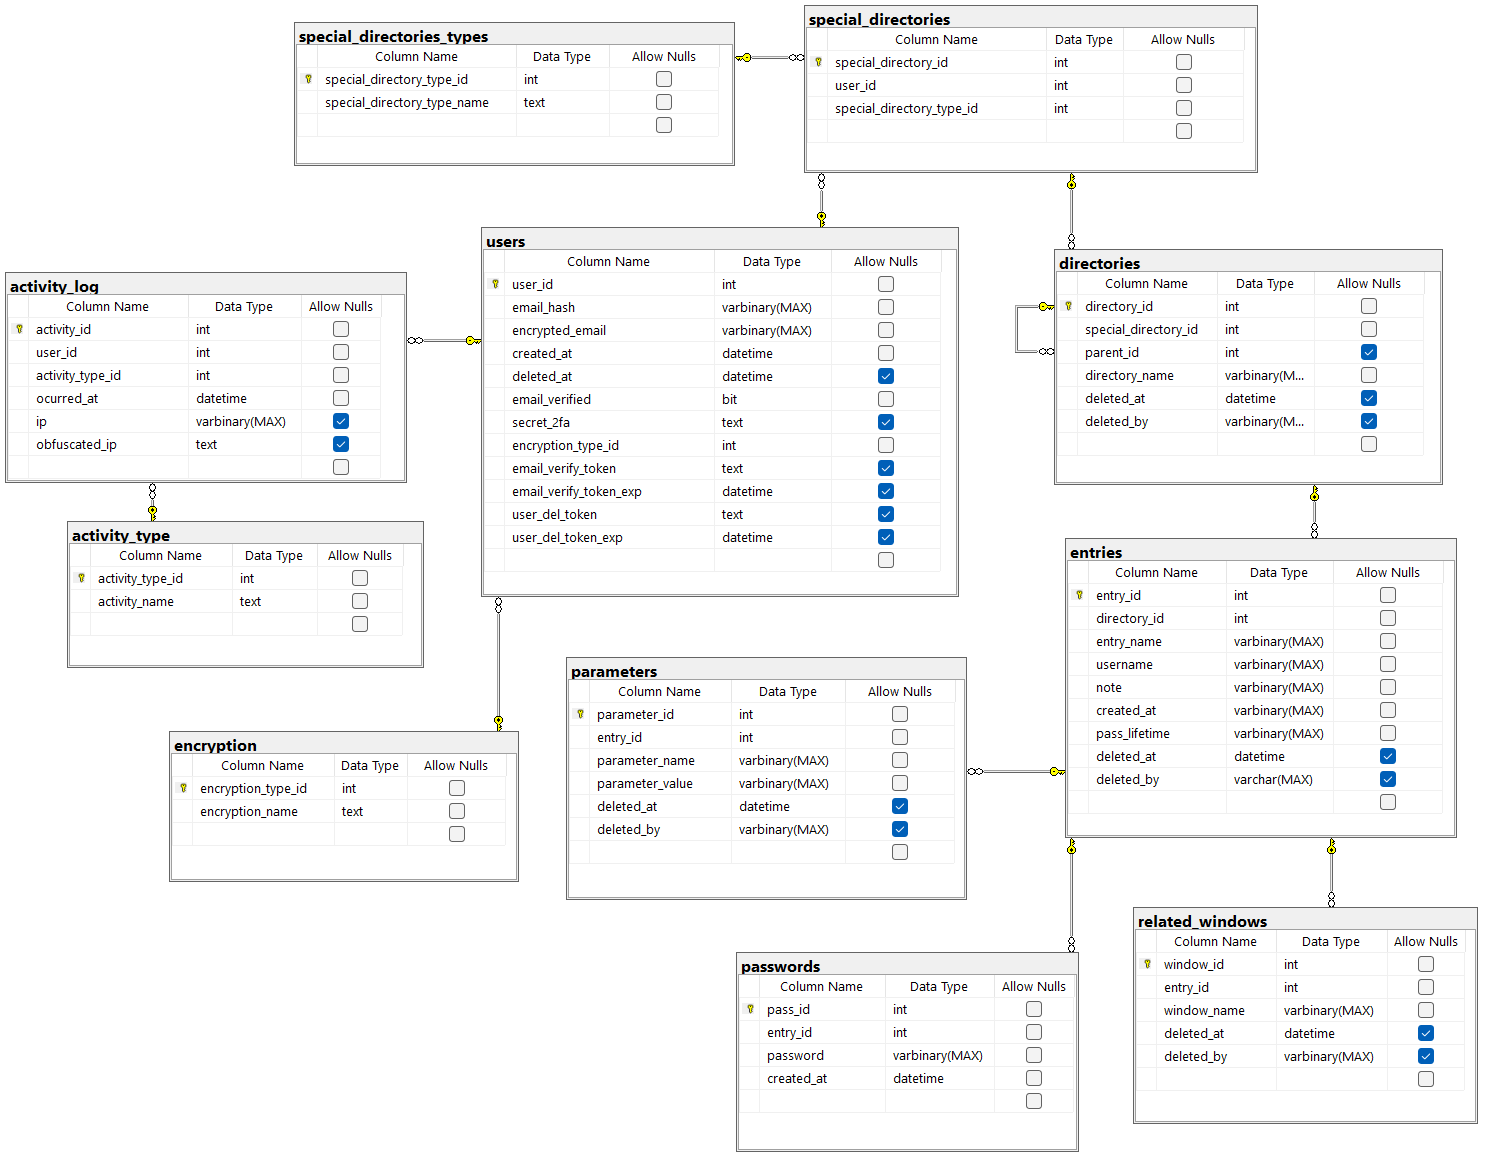 special_directories_types
Column Name Data Type Allow Nulls
special_directory_type_id int
special_directory_type_name text
special_directories
Column Name Data Type Allow Nulls
special_directory_id int
user_id int
special_directory_type_id int
users
Column Name Data Type Allow Nulls
user_id int
email_hash varbinary(MAX)
encrypted_email varbinary(MAX)
created_at datetime
deleted_at datetime
email_verified bit
secret_2fa text
encryption_type_id int
email_verify_token text
email_verify_token_exp datetime
user_del_token text
user_del_token_exp datetime
directories
Column Name Data Type Allow Nulls
directory_id int
special_directory_id int
parent_id int
directory_name varbinary(M...
deleted_at datetime
deleted_by varbinary(M...
activity_log
Column Name Data Type Allow Nulls
activity_id int
user_id int
activity_type_id int
ocurred_at datetime
ip varbinary(MAX)
obfuscated_ip text
activity_type
Column Name Data Type Allow Nulls
activity_type_id int
activity_name text
entries
Column Name Data Type Allow Nulls
entry_id int
directory_id int
entry_name varbinary(MAX)
username varbinary(MAX)
note varbinary(MAX)
created_at varbinary(MAX)
pass_lifetime varbinary(MAX)
deleted_at datetime
deleted_by varchar(MAX)
parameters
Column Name Data Type Allow Nulls
parameter_id int
entry_id int
parameter_name varbinary(MAX)
parameter_value varbinary(MAX)
deleted_at datetime
deleted_by varbinary(MAX)
encryption
Column Name Data Type Allow Nulls
encryption_type_id int
encryption_name text
related_windows
Column Name Data Type Allow Nulls
window_id int
entry_id int
window_name varbinary(MAX)
deleted_at datetime
deleted_by varbinary(MAX)
passwords
Column Name Data Type Allow Nulls
pass_id int
entry_id int
password varbinary(MAX)
created_at datetime